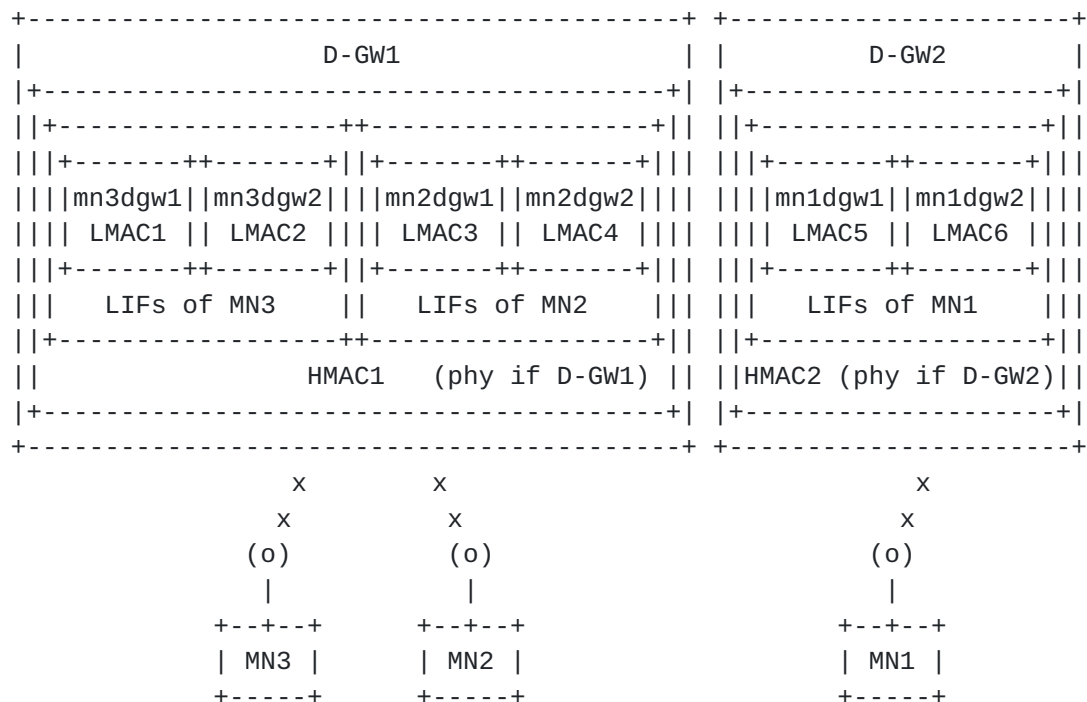 D-GW1 D-GW2
mn3dgw1 mn3dgw2 mn2dgw1 mn2dgw2 mn1dgw1 mn1dgw2
LMAC1 LMAC2 LMAC3 LMAC4 LMAC5 LMAC6
LIFs of MN3 LIFs of MN2 LIFs of MN1
HMAC1 (phy if D-GW1) HMAC2 (phy if D-GW2)
x x x
x x x
(o) (o) (o)
MN3 MN2 MN1